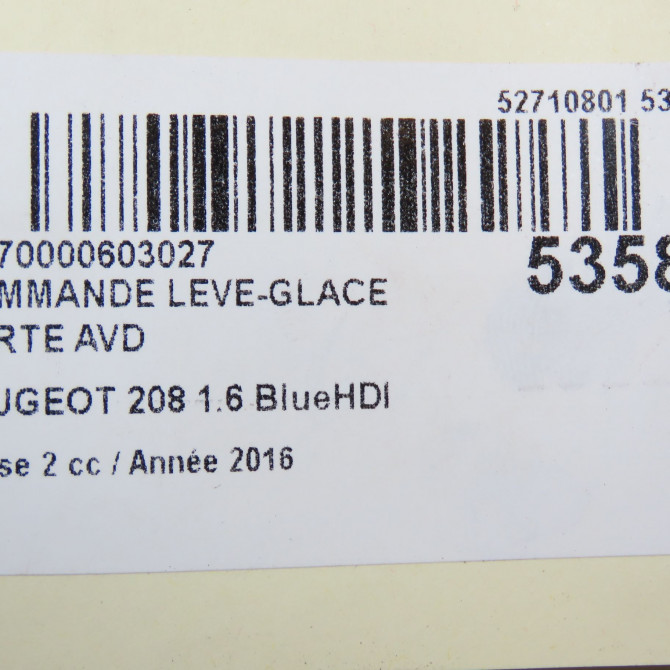 52710801 53
70000603027
5358
MMANDE LEVE-GLACE
RTE AVD
UGEOT 208 1.6 BlueHDI
se 2 cc / Année 2016